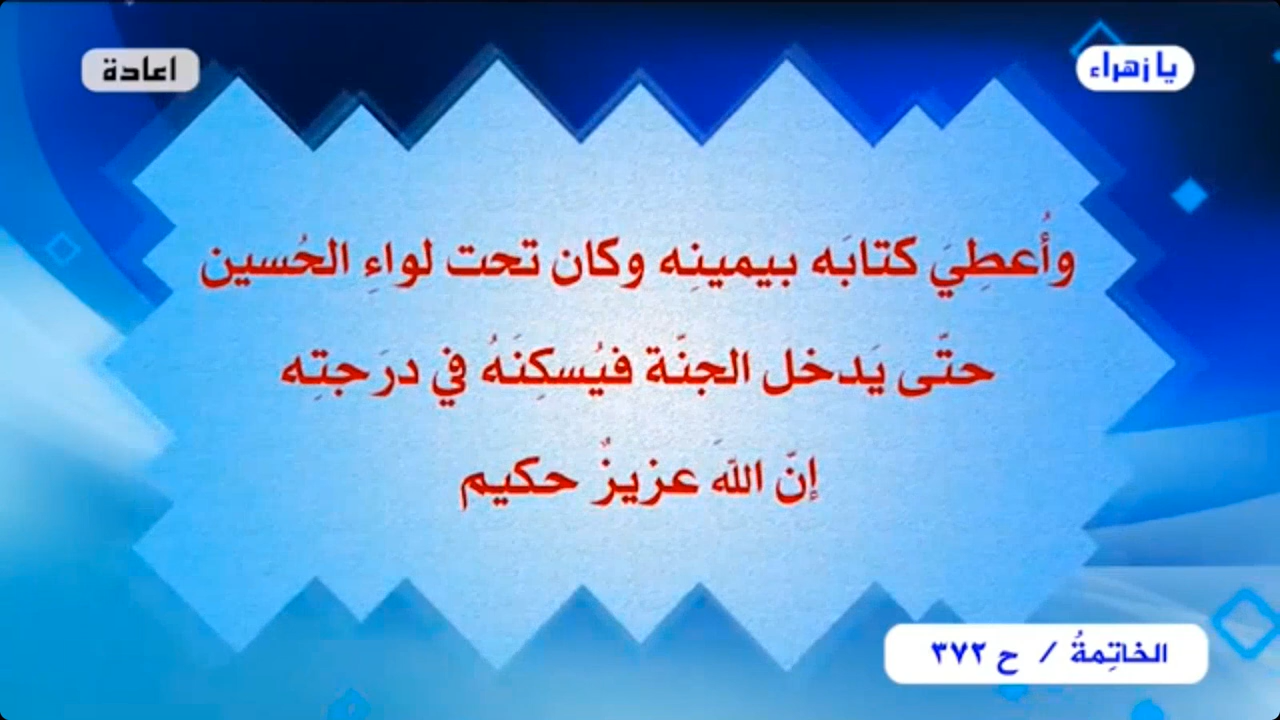 يا زهراء
اعادة
وأُعطِيَ كتابَه بيمينِه وكان تحت لواءِ الحُسين
حتّى يَدخل الجنّة فيُسكِنَهُ في درَجتِه
إنّ اللّهَ عزيزٌ حكيم
الخاتِمةُ / ح ٣٧٢